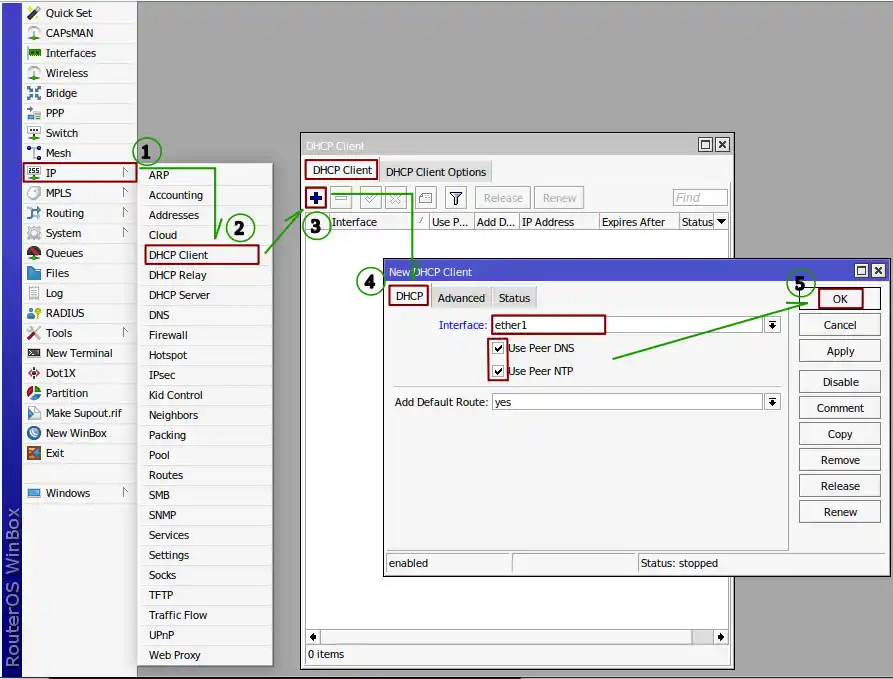 Quick Set
CAPsMAN
Interfaces
Wireless
Bridge
PPP
Switch
Mesh
IP
MPLS
Routing
System
Queues
Files
Log
RADIUS
Tools
New Terminal
Dot1X
Partition
Make Supout.rif
New WinBox
Exit
Windows
RouterOS WinBox
1
ARP
Accounting
Addresses
Cloud
DHCP Client
DHCP Relay
DHCP Server
DNS
Firewall
Hotspot
IPsec
Kid Control
Neighbors
Packing
Pool
Routes
SMB
SNMP
Services
Settings
Socks
TFTP
Traffic Flow
UPnP
Web Proxy
2
DHCP Client
DHCP Client DHCP Client Options
Release Renew Find
3
Interface Use P... Add D... IP Address Expires After Status
0 items
New DHCP Client
4
DHCP Advanced Status
Interface: ether1
Use Peer DNS
Use Peer NTP
Add Default Route: yes
5
OK
Cancel
Apply
Disable
Comment
Copy
Remove
Release
Renew
enabled Status: stopped